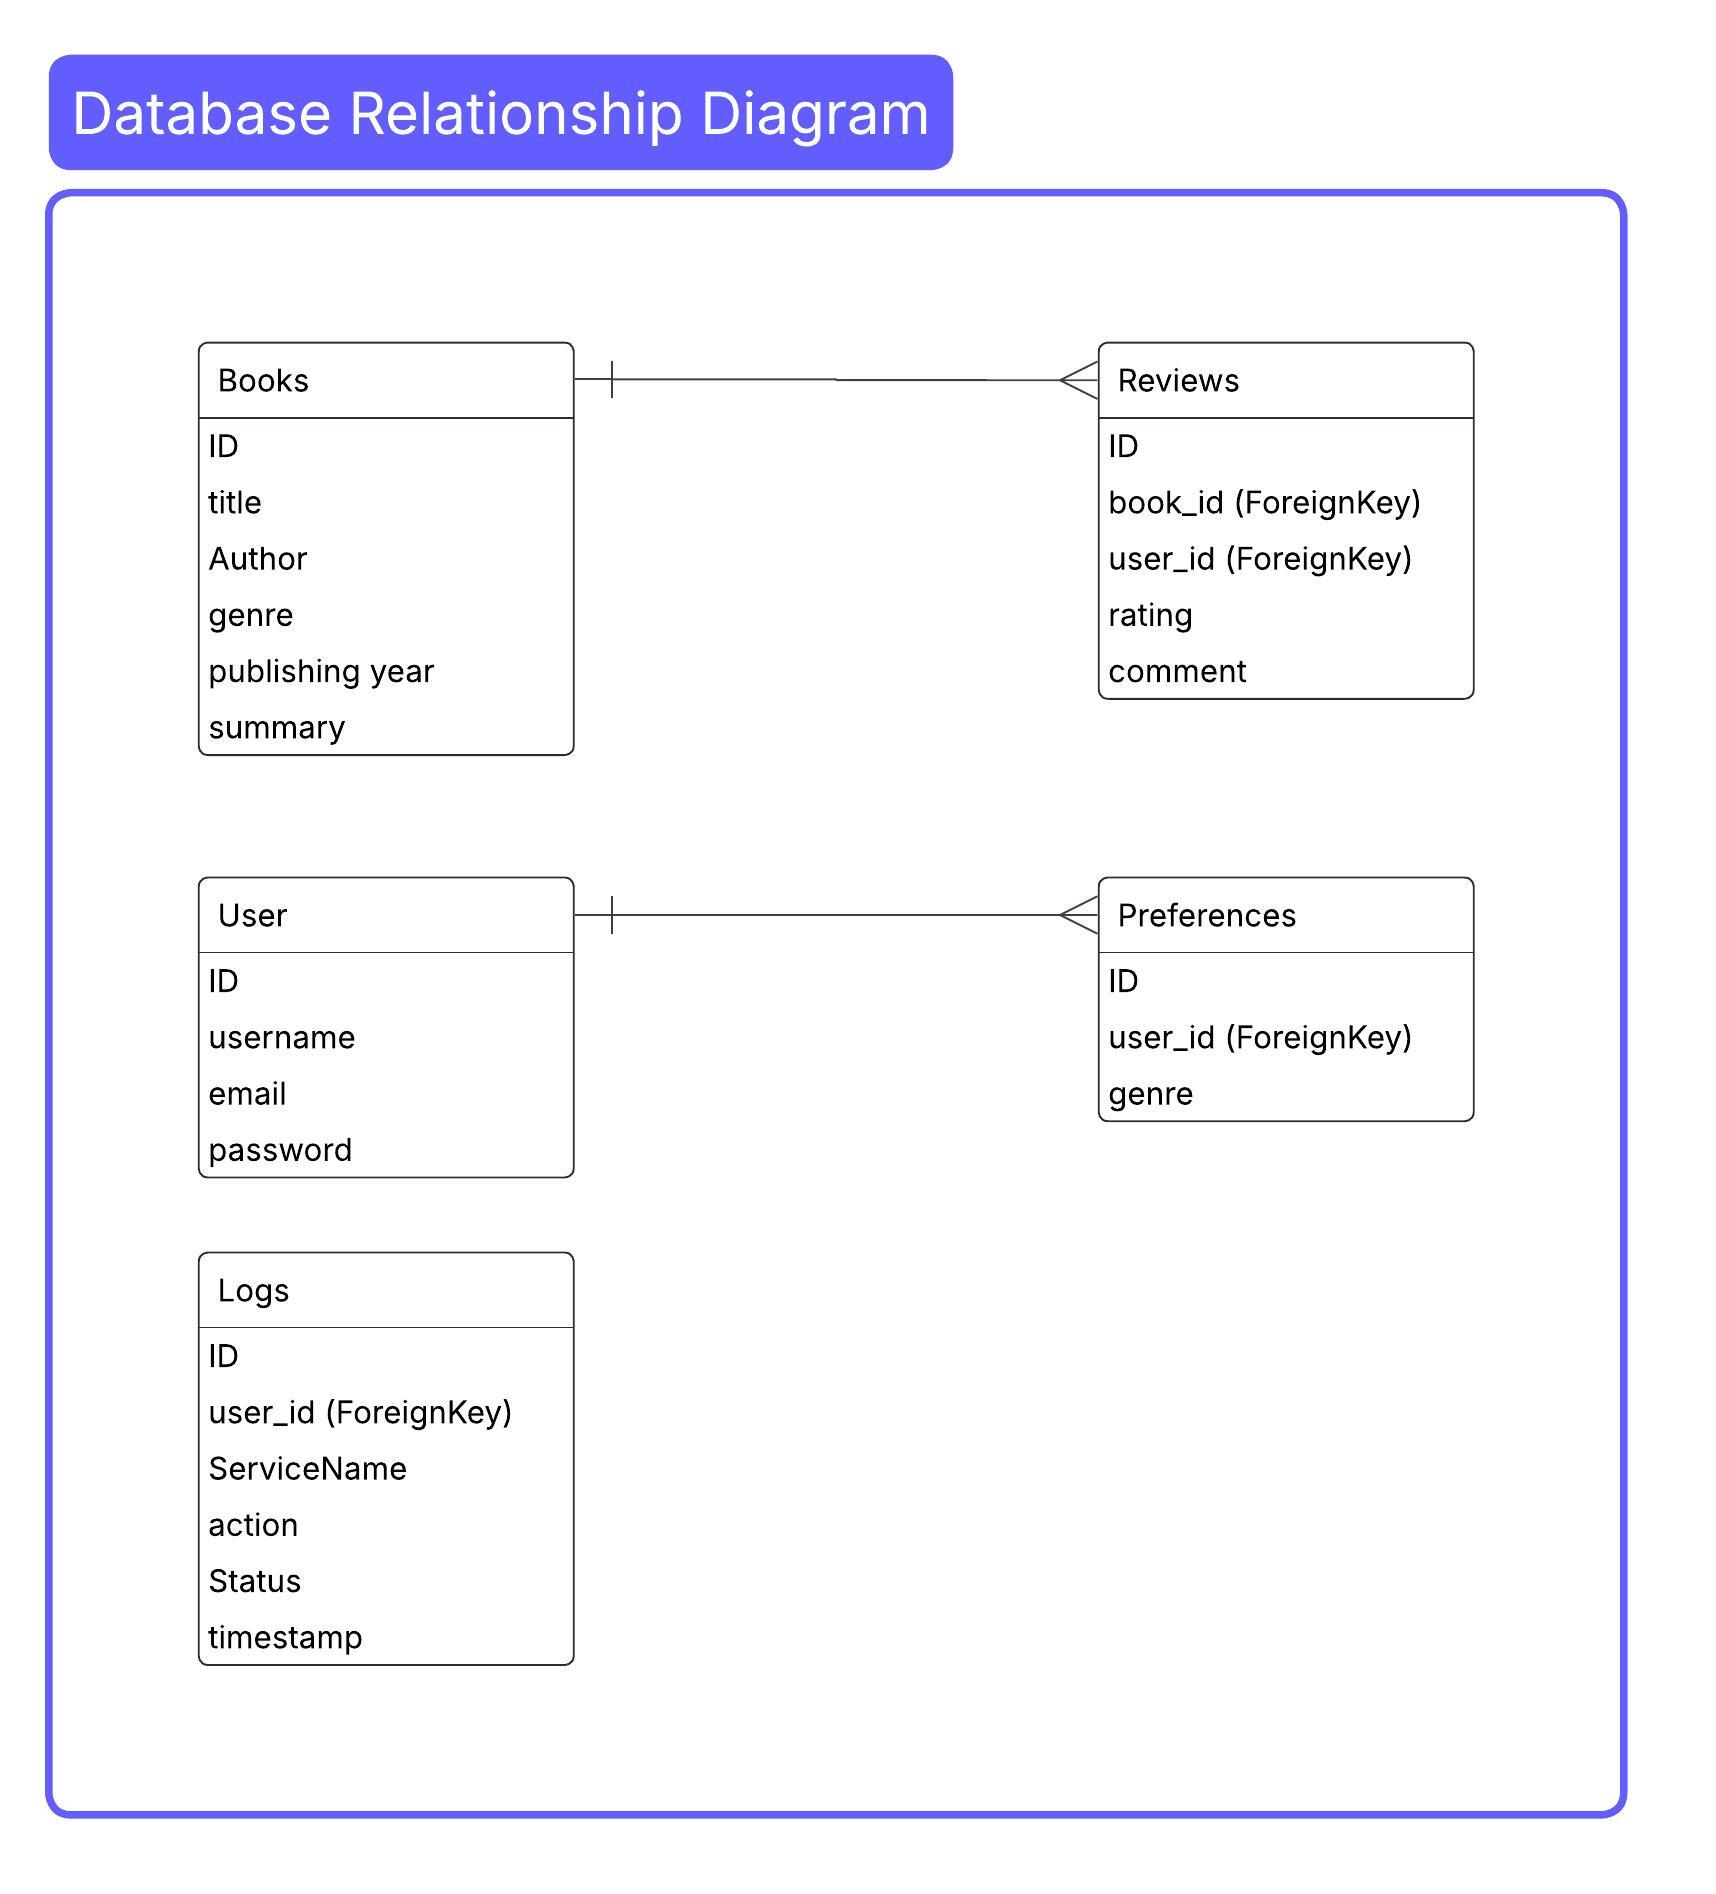 Database Relationship Diagram
Books
ID
title
Author
genre
publishing year
summary
Reviews
ID
book_id (ForeignKey)
user_id (ForeignKey)
rating
comment
User
ID
username
email
password
Preferences
ID
user_id (ForeignKey)
genre
Logs
ID
user_id (ForeignKey)
ServiceName
action
Status
timestamp